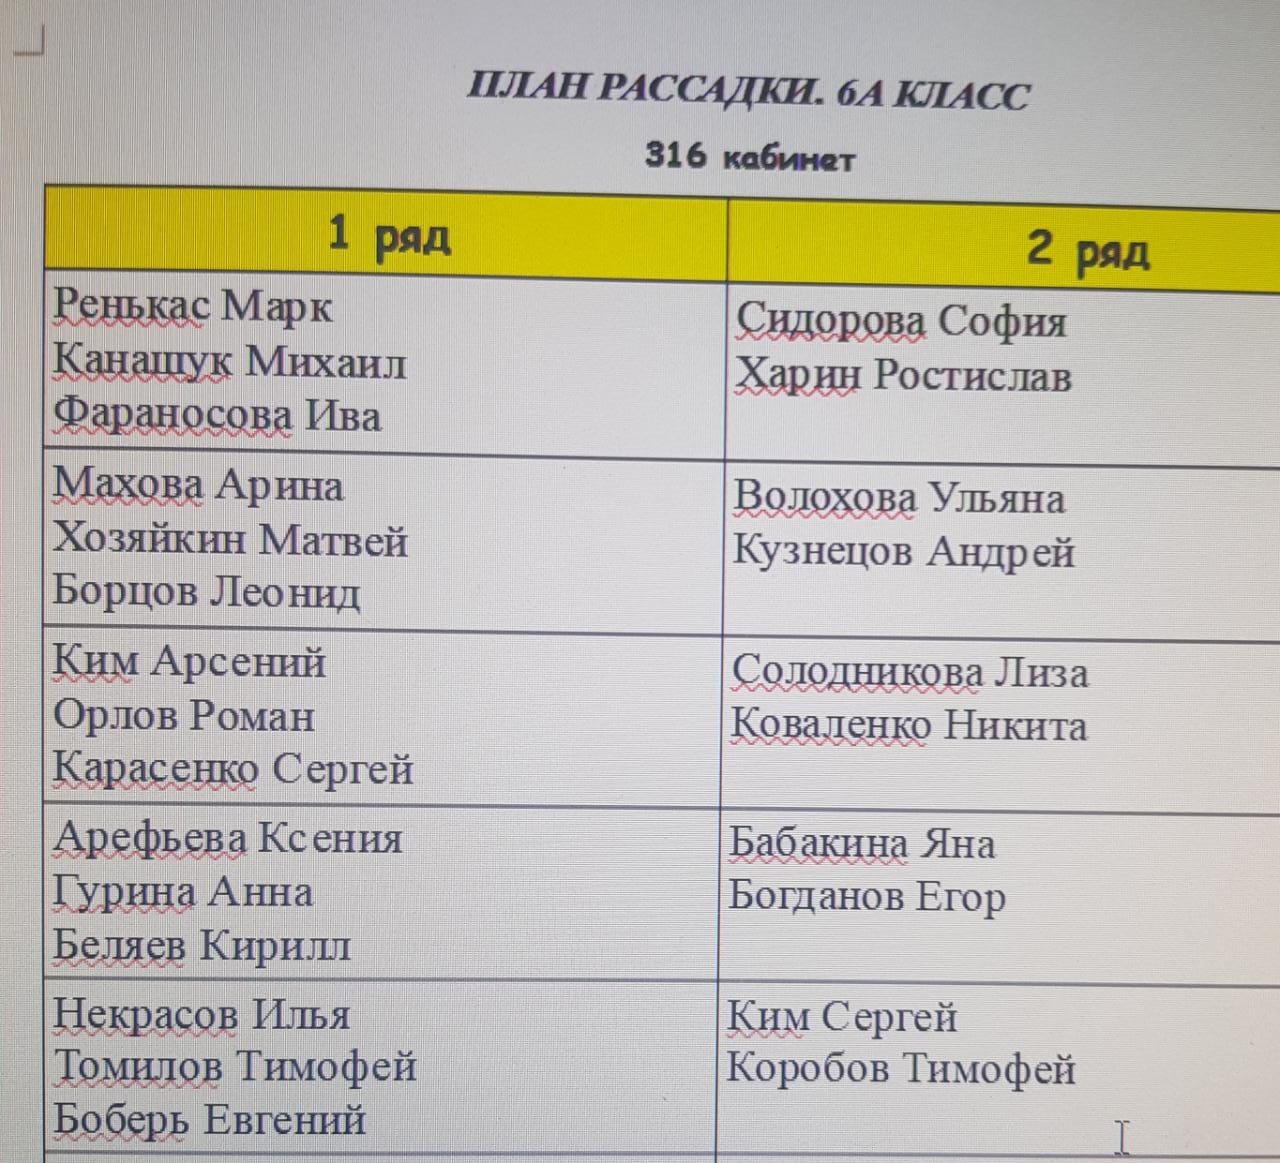 ПЛАН РАССАДКИ. 6А КЛАСС
316 кабинет
1 ряд
2 ряд
Ренькас Марк
Канащук Михаил
Фараносова Ива
Сидорова София
Харин Ростислав
Махова Арина
Хозяйкин Матвей
Борцов Леонид
Волохова Ульяна
Кузнецов Андрей
Ким Арсений
Орлов Роман
Карасенко Сергей
Солодникова Лиза
Коваленко Никита
Арефьева Ксения
Гурина Анна
Беляев Кирилл
Бабакина Яна
Богданов Егор
Некрасов Илья
Томилов Тимофей
Боберь Евгений
Ким Сергей
Коробов Тимофей